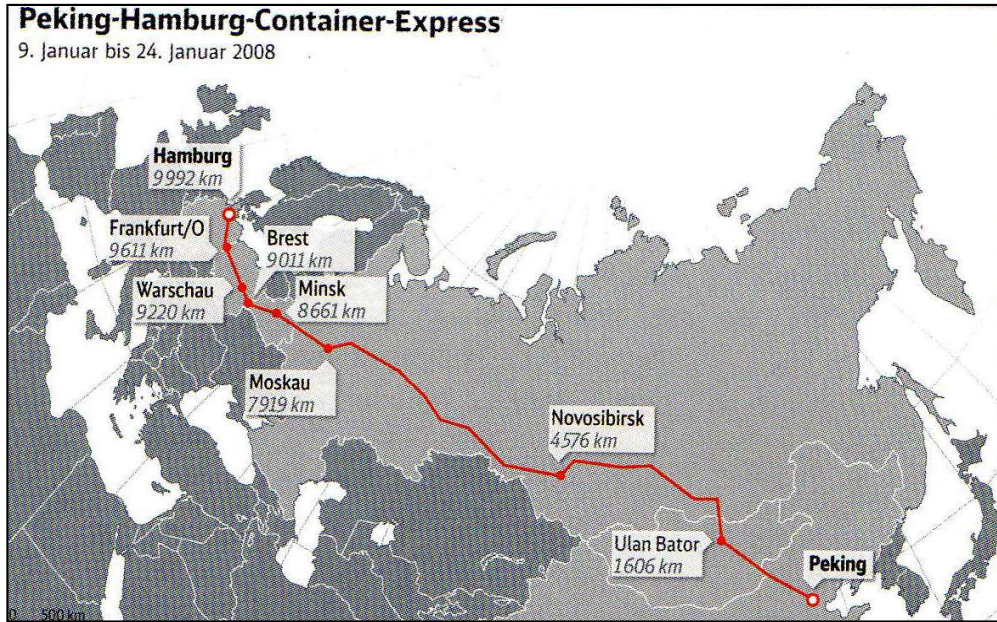 Peking-Hamburg-Container-Express
9. Januar bis 24. Januar 2008
Hamburg
9992 km
Frankfurt/O
9611 km
Brest
9011 km
Warschau
9220 km
Minsk
8661 km
Moskau
7919 km
Novosibirsk
4576 km
Ulan Bator
1606 km
Peking
0 500 km